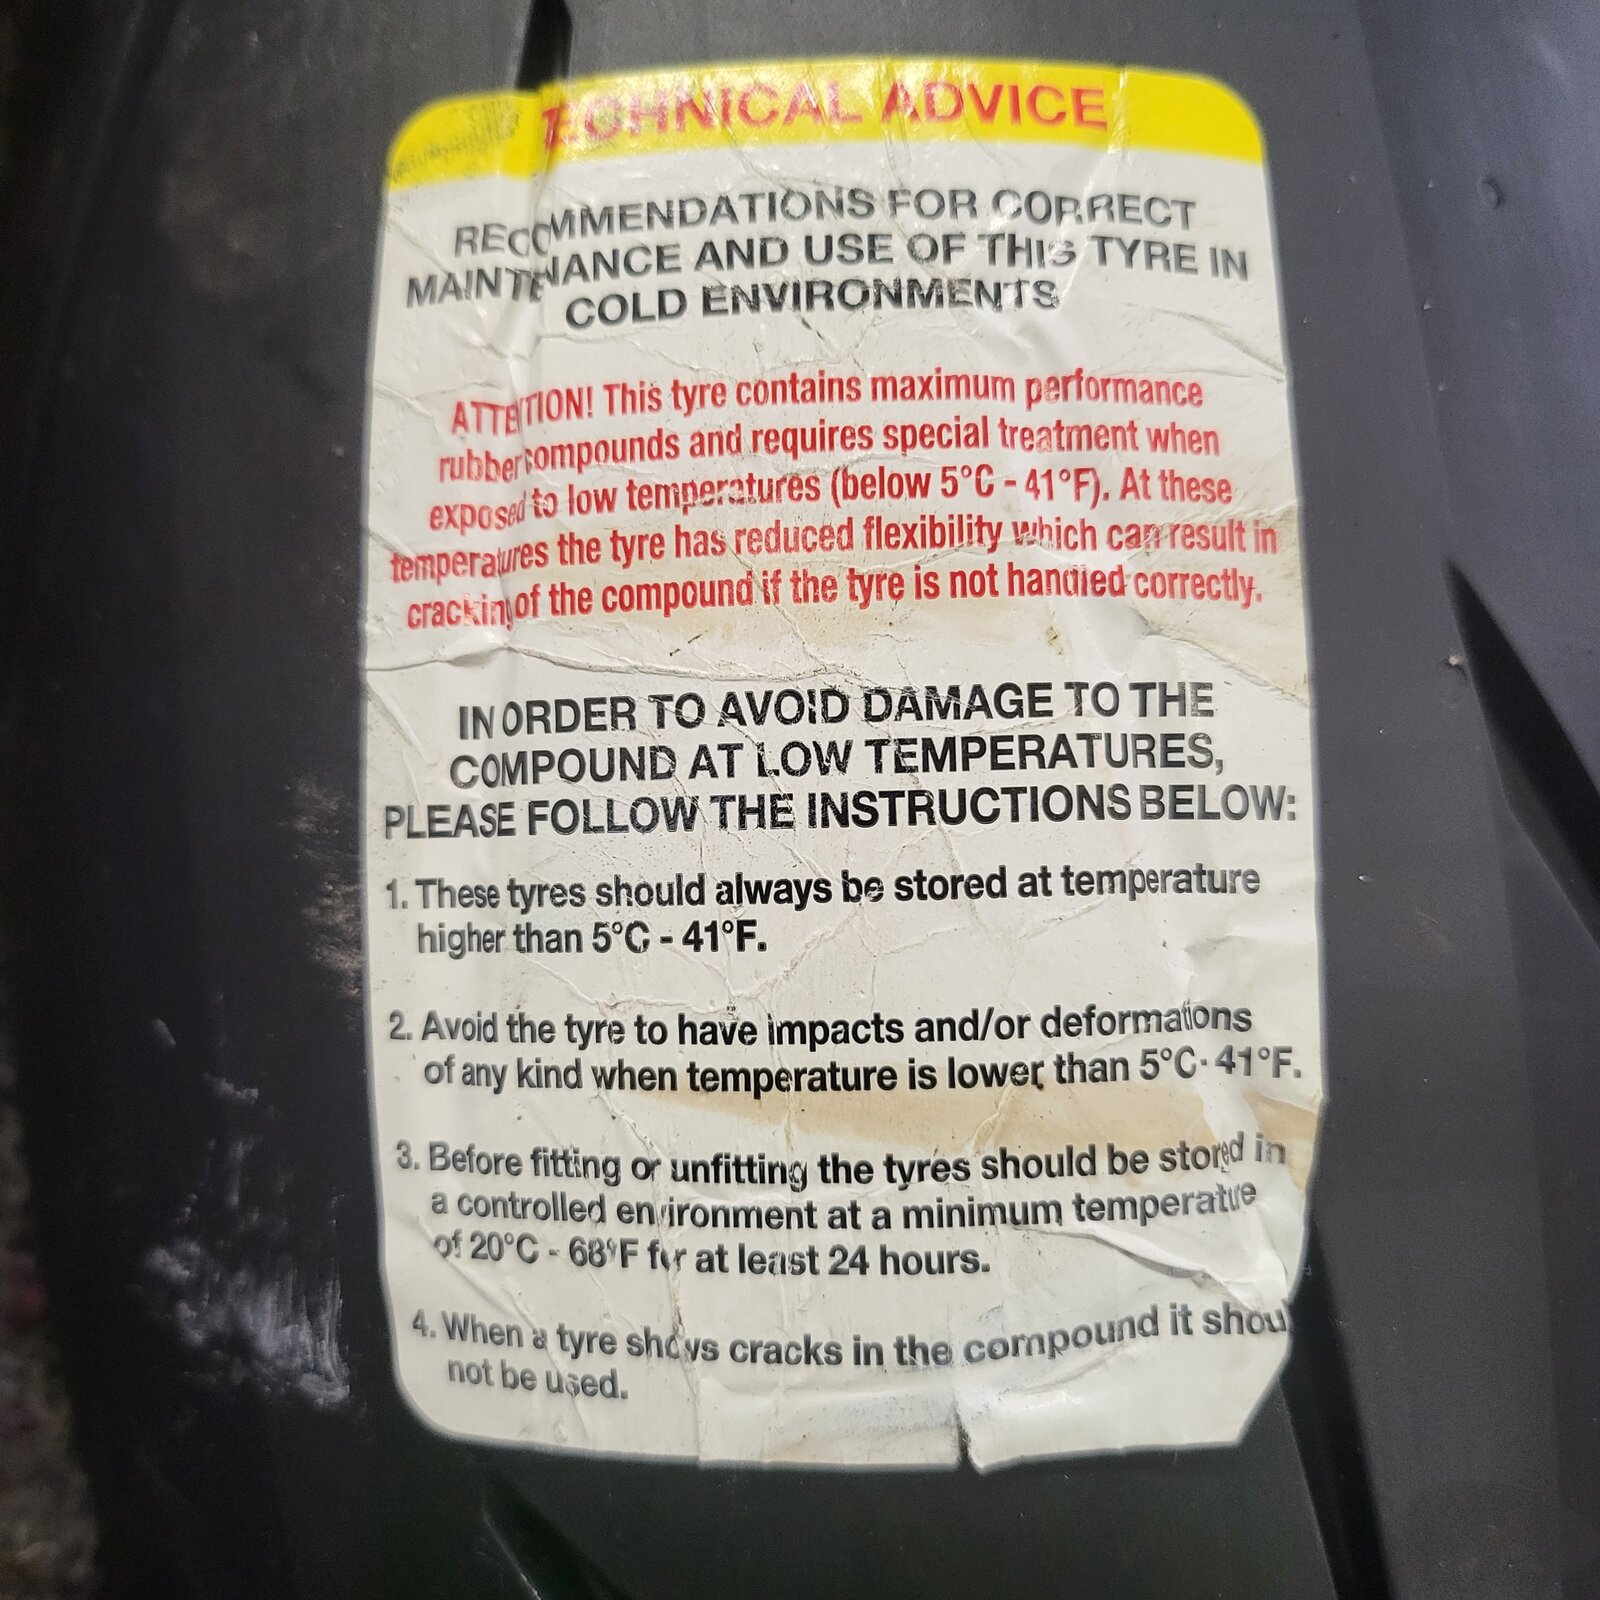 TECHNICAL ADVICE
RECOMMENDATIONS FOR CORRECT
MAINTENANCE AND USE OF THIS TYRE IN
COLD ENVIRONMENTS
ATTENTION! This tyre contains maximum performance
rubber compounds and requires special treatment when
exposed to low temperatures (below 5°C - 41°F). At these
temperatures the tyre has reduced flexibility which can result in
cracking of the compound if the tyre is not handled correctly.
IN ORDER TO AVOID DAMAGE TO THE
COMPOUND AT LOW TEMPERATURES,
PLEASE FOLLOW THE INSTRUCTIONS BELOW:
1. These tyres should always be stored at temperature
higher than 5°C - 41°F.
2. Avoid the tyre to have impacts and/or deformations
of any kind when temperature is lower than 5°C - 41°F.
3. Before fitting or unfitting the tyres should be stored in
a controlled environment at a minimum temperature
of 20°C - 68°F for at least 24 hours.
4. When a tyre shows cracks in the compound it shoul
not be used.